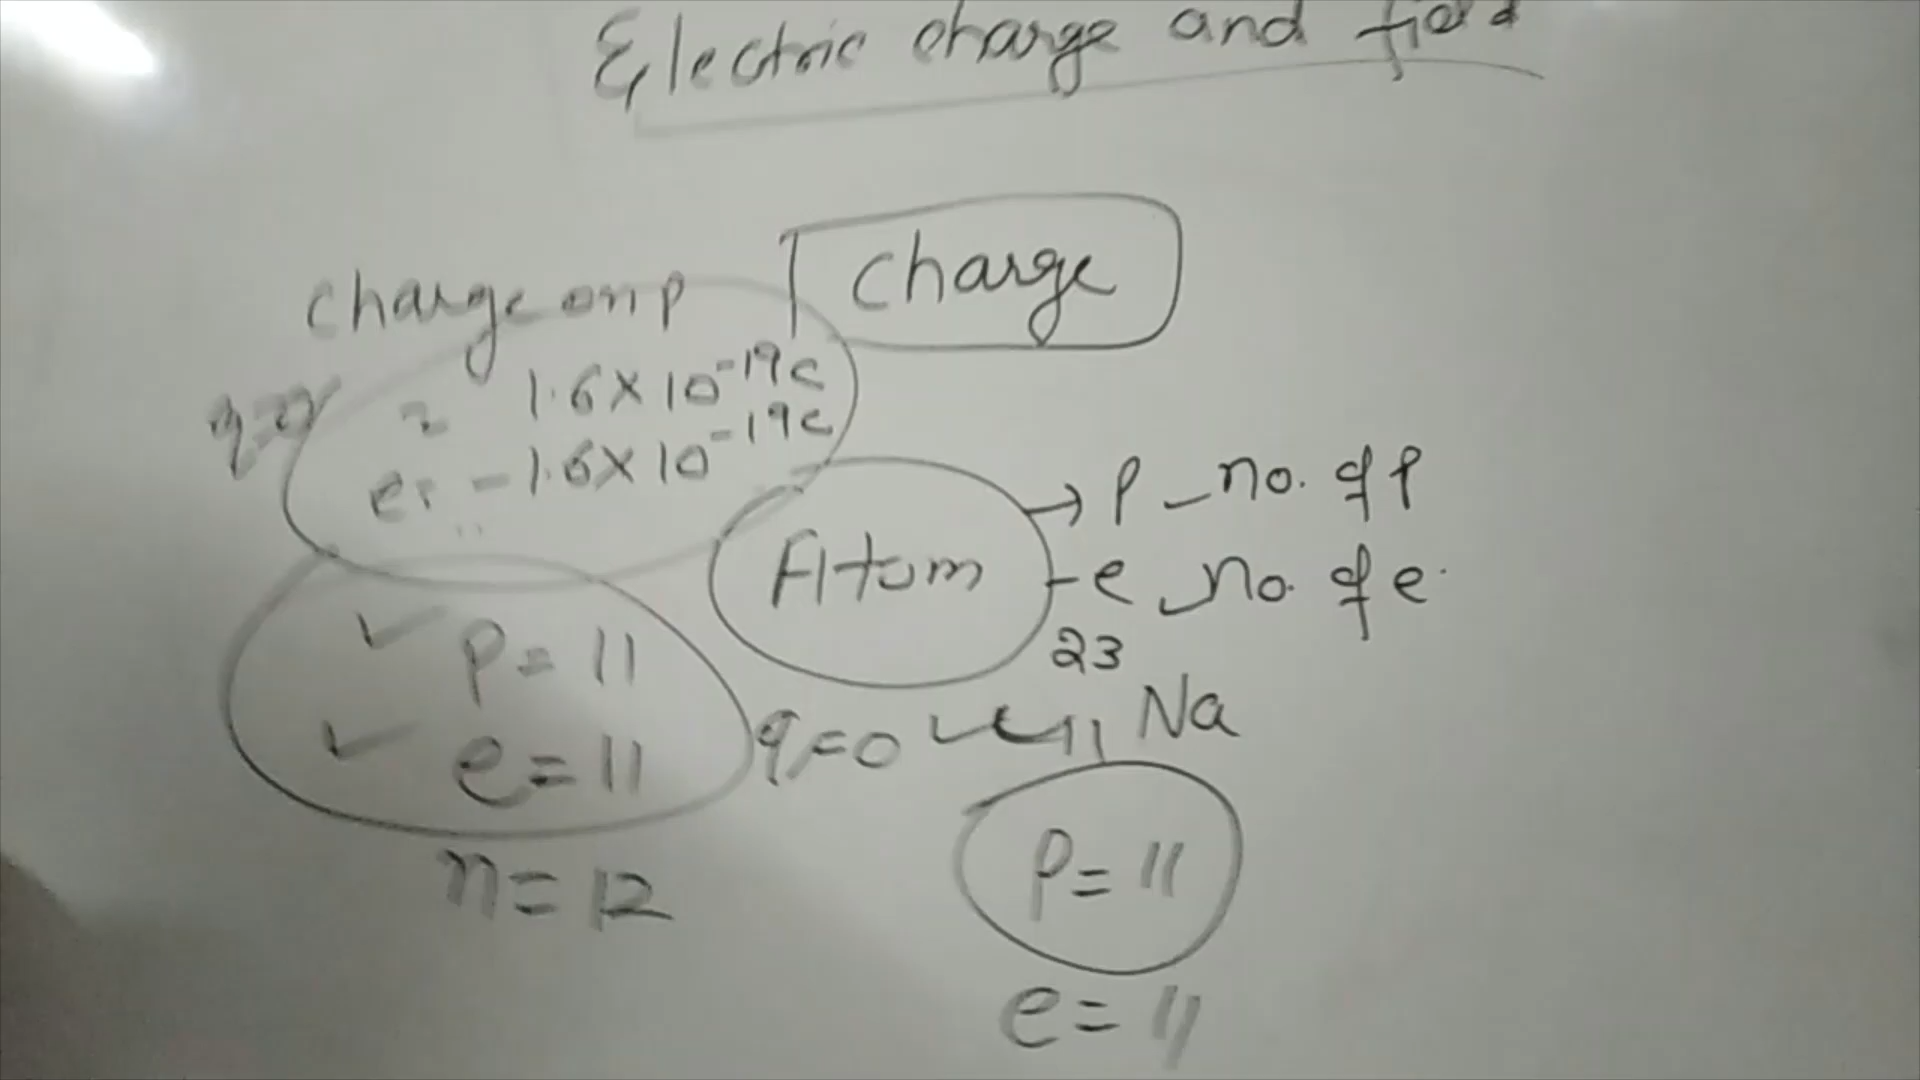 Electric charge and field
charge
charge on p
= 1.6×10⁻¹⁹c
e: -1.6×10⁻¹⁹c
Atom
→ p - no. of p
- e - no. of e.
p = 11
e = 11
n = 12
q=0
23
11 Na
p = 11
e = 11